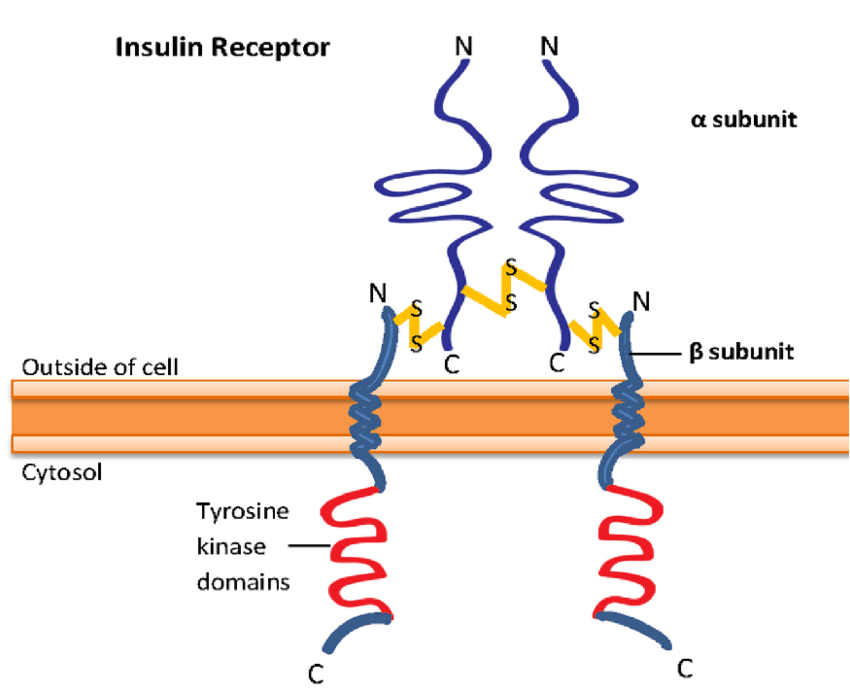 Insulin Receptor
N N
α subunit
S
S
N
S
S
S
S
N
C
C
β subunit
Outside of cell
Cytosol
Tyrosine
kinase
domains
C
C